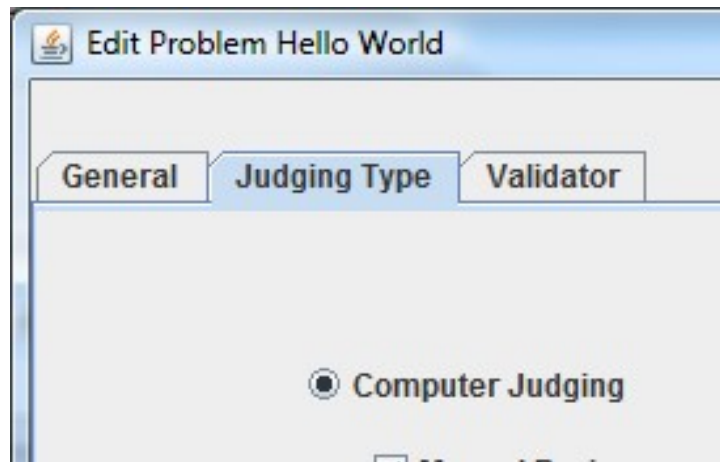 Edit Problem Hello World
General Judging Type Validator
Computer Judging